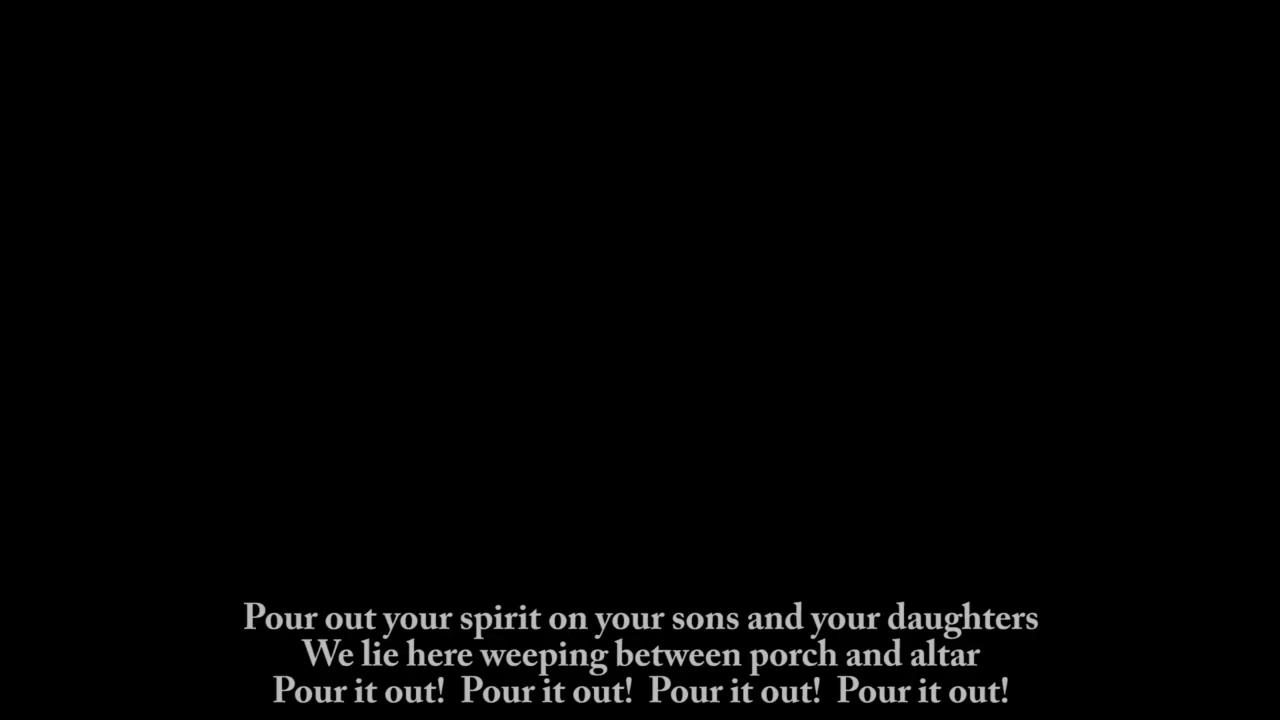 Pour out your spirit on your sons and your daughters
We lie here weeping between porch and altar
Pour it out!  Pour it out!  Pour it out!  Pour it out!